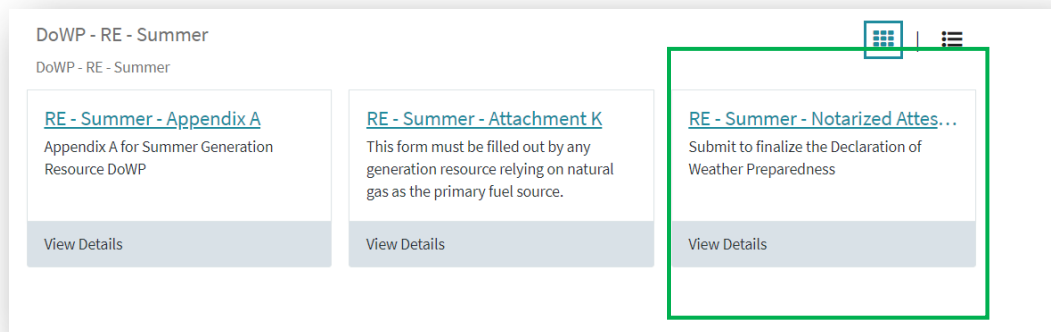 DoWP - RE - Summer
DoWP - RE - Summer
RE - Summer - Appendix A
Appendix A for Summer Generation
Resource DoWP
View Details
RE - Summer - Attachment K
This form must be filled out by any
generation resource relying on natural
gas as the primary fuel source.
View Details
RE - Summer - Notarized Attes...
Submit to finalize the Declaration of
Weather Preparedness
View Details